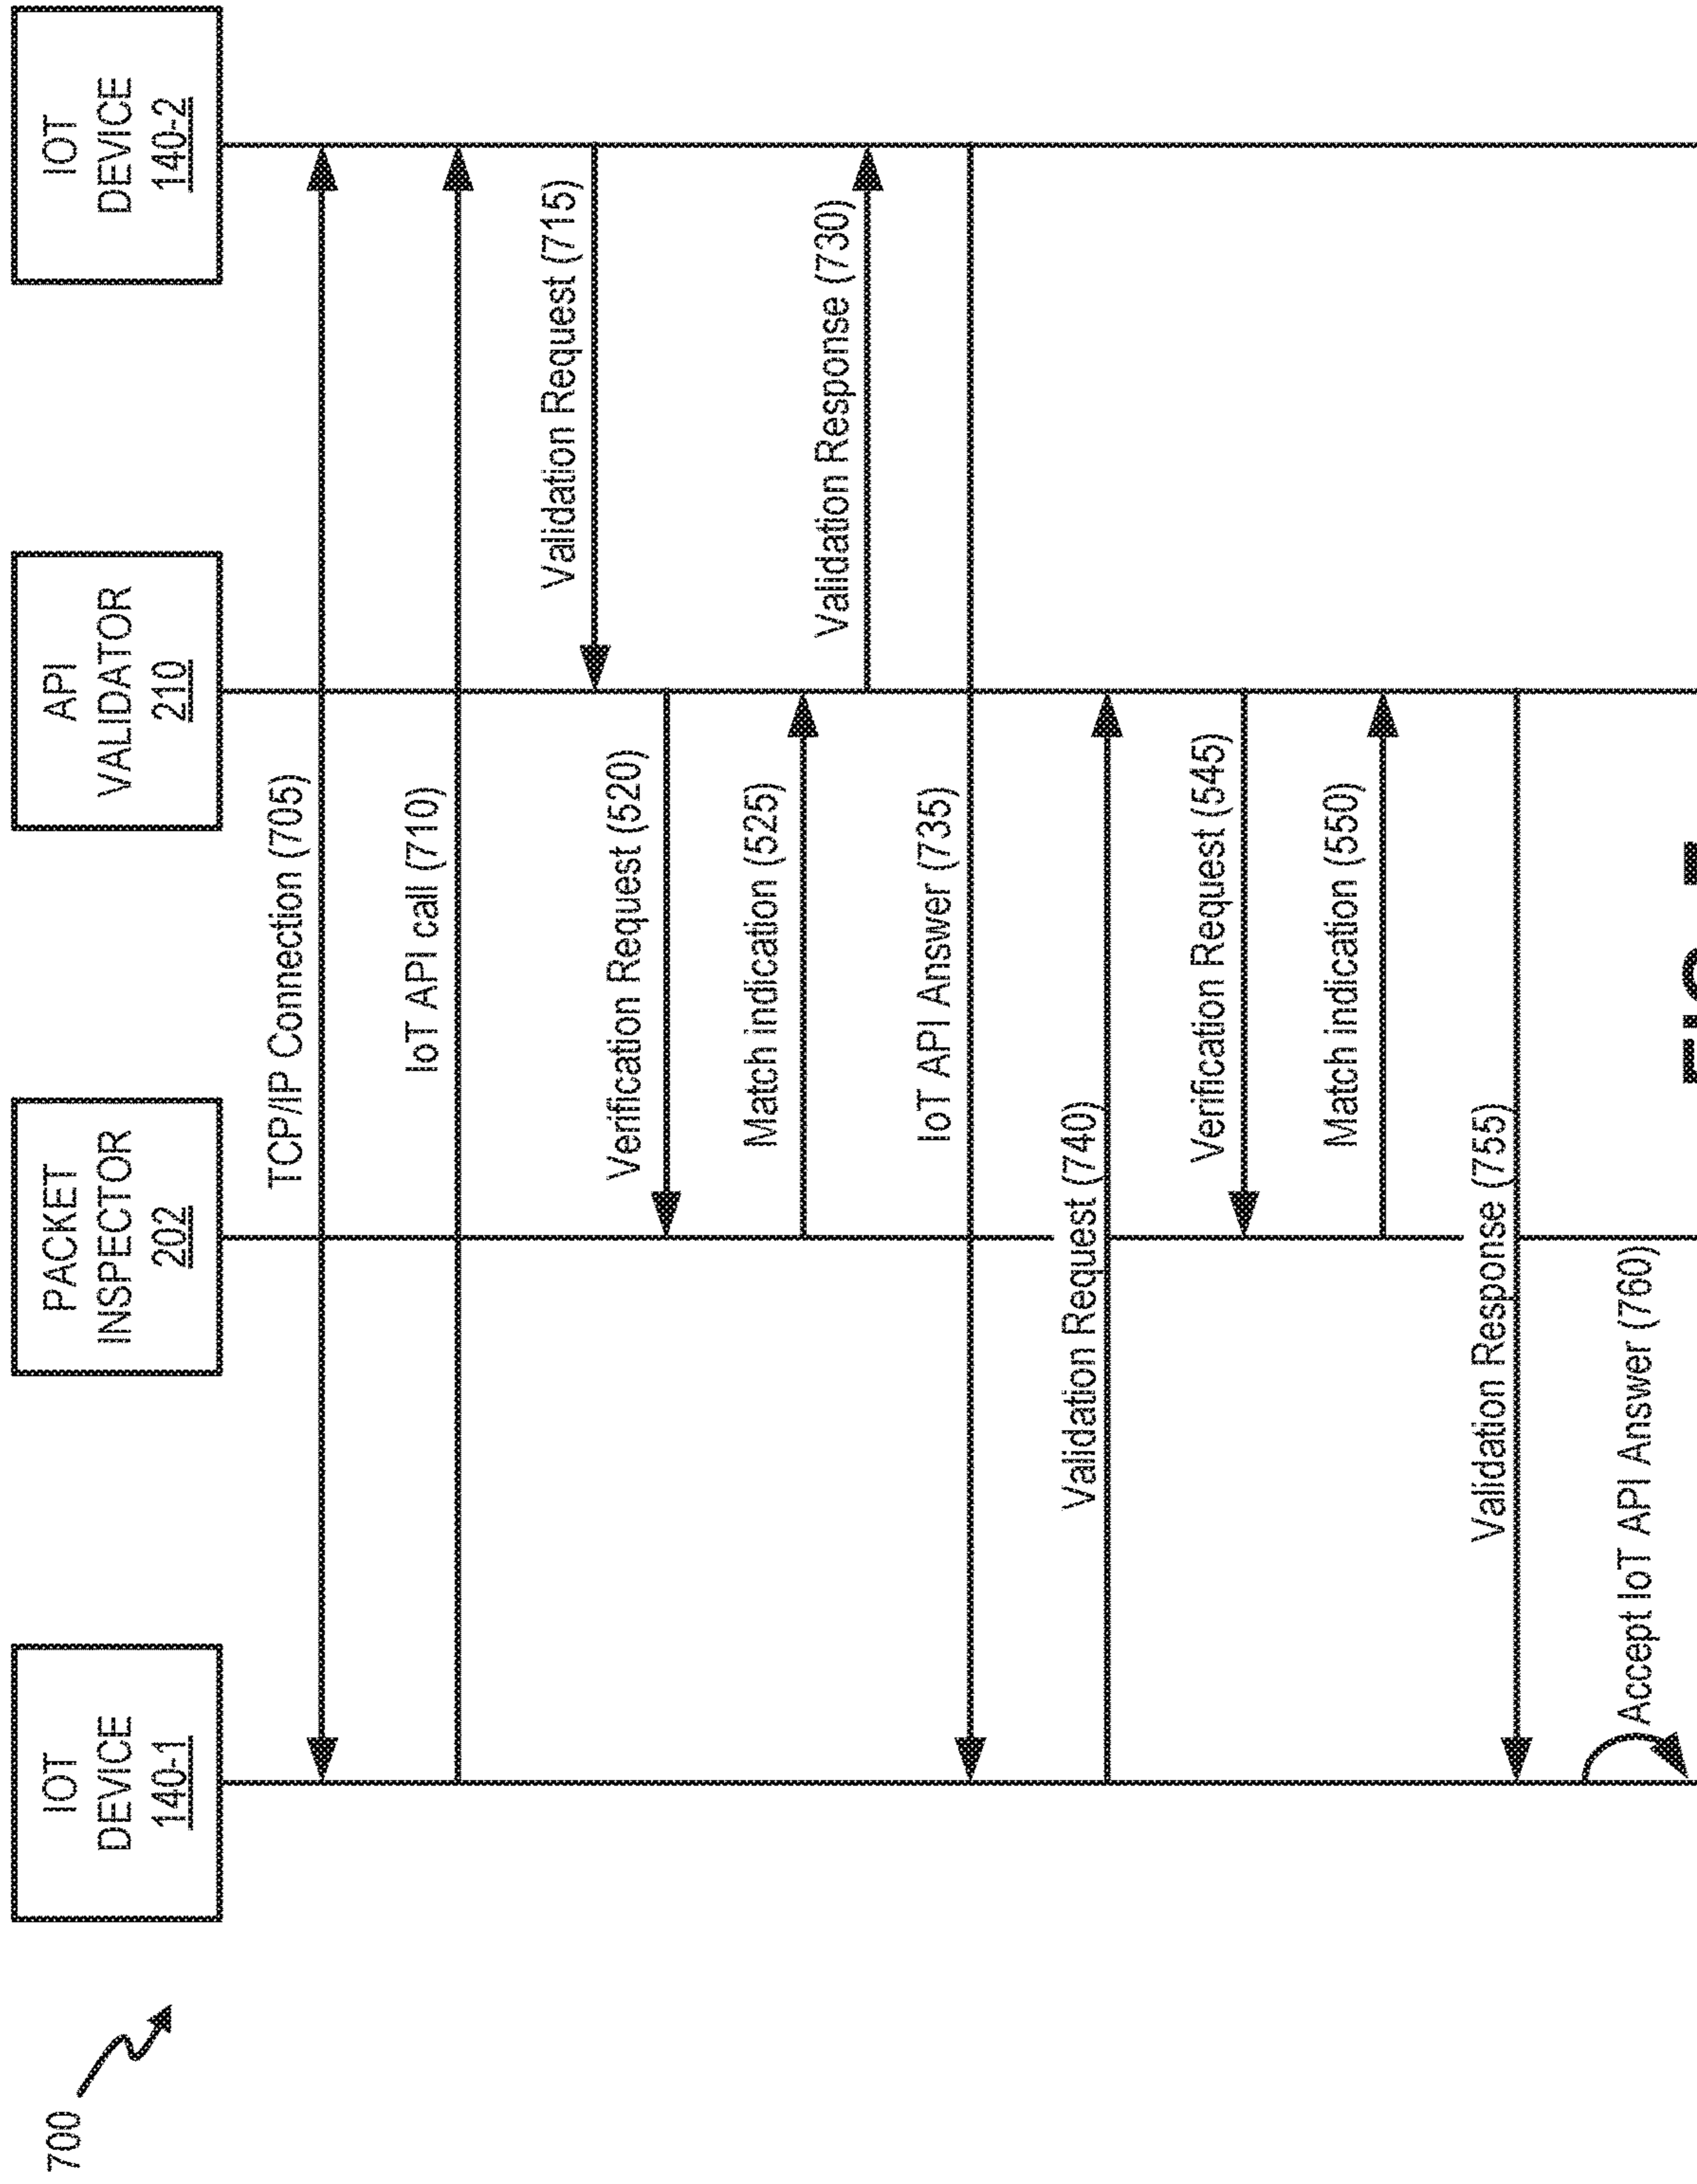 700
IOT
DEVICE
140-1
PACKET
INSPECTOR
202
API
VALIDATOR
210
IOT
DEVICE
140-2
TCP/IP Connection (705)
IoT API call (710)
Validation Request (715)
Verification Request (520)
Match indication (525)
Validation Response (730)
IoT API Answer (735)
Validation Request (740)
Verification Request (545)
Match indication (550)
Validation Response (755)
Accept IoT API Answer (760)